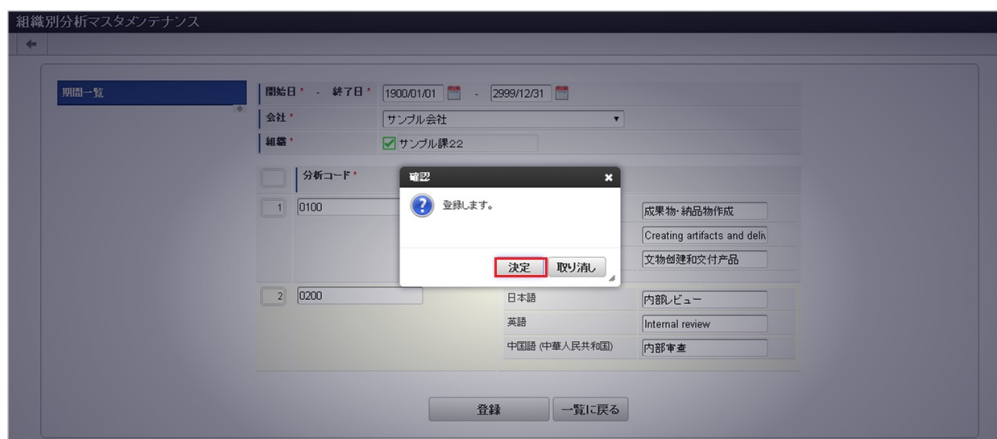 組織別分析マスタメンテナンス
期間一覧
開始日* - 終了日* 1900/01/01 - 2999/12/31
会社* サンプル会社
組織* サンプル課22
分析コード*
確認
登録します。
決定 取り消し
1 0100 成果物・納品物作成
Creating artifacts and deliv
文物创建和交付产品
2 0200 日本語 内部レビュー
英語 Internal review
中国語 (中華人民共和国) 内部审查
登録 一覧に戻る